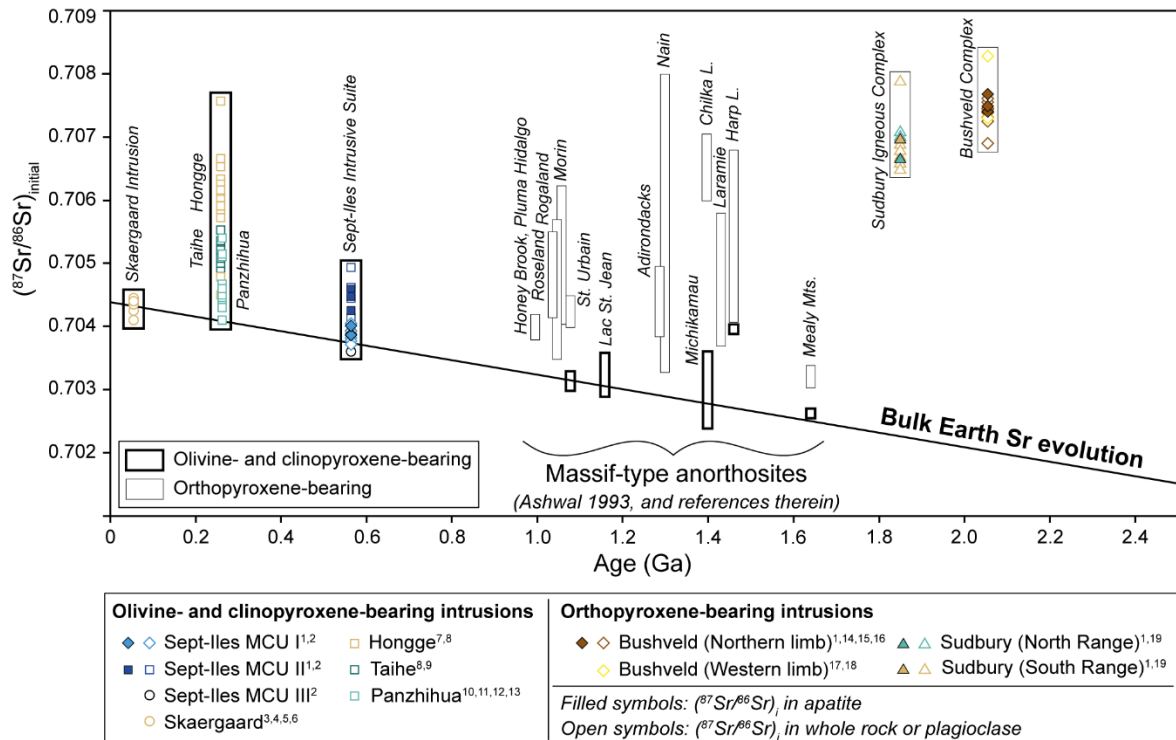 0.709
0.708
0.707
0.706
0.705
0.704
0.703
0.702
(⁸⁷Sr/⁸⁶Sr)initial
Skaergaard Intrusion
Taihe
Hongge
Panzhihua
Sept-Iles Intrusive Suite
Honey Brook, Pluma Hidalgo
Roseland
Rogaland
Morin
St. Urbain
Lac St. Jean
Adirondacks
Nain
Michikamau
Chilka L.
Laramie
Harp L.
Mealy Mts.
Sudbury Igneous Complex
Bushveld Complex
Bulk Earth Sr evolution
Olivine- and clinopyroxene-bearing
Orthopyroxene-bearing
Massif-type anorthosites
(Ashwal 1993, and references therein)
0 0.2 0.4 0.6 0.8 1.0 1.2 1.4 1.6 1.8 2.0 2.2 2.4
Age (Ga)
Olivine- and clinopyroxene-bearing intrusions
Sept-Iles MCU I¹,²
Sept-Iles MCU II¹,²
Sept-Iles MCU III²
Skaergaard³,⁴,⁵,⁶
Hongge⁷,⁸
Taihe⁸,⁹
Panzhihua¹⁰,¹¹,¹²,¹³
Orthopyroxene-bearing intrusions
Bushveld (Northern limb)¹,¹⁴,¹⁵,¹⁶
Bushveld (Western limb)¹⁷,¹⁸
Sudbury (North Range)¹,¹⁹
Sudbury (South Range)¹,¹⁹
Filled symbols: (⁸⁷Sr/⁸⁶Sr)i in apatite
Open symbols: (⁸⁷Sr/⁸⁶Sr)i in whole rock or plagioclase